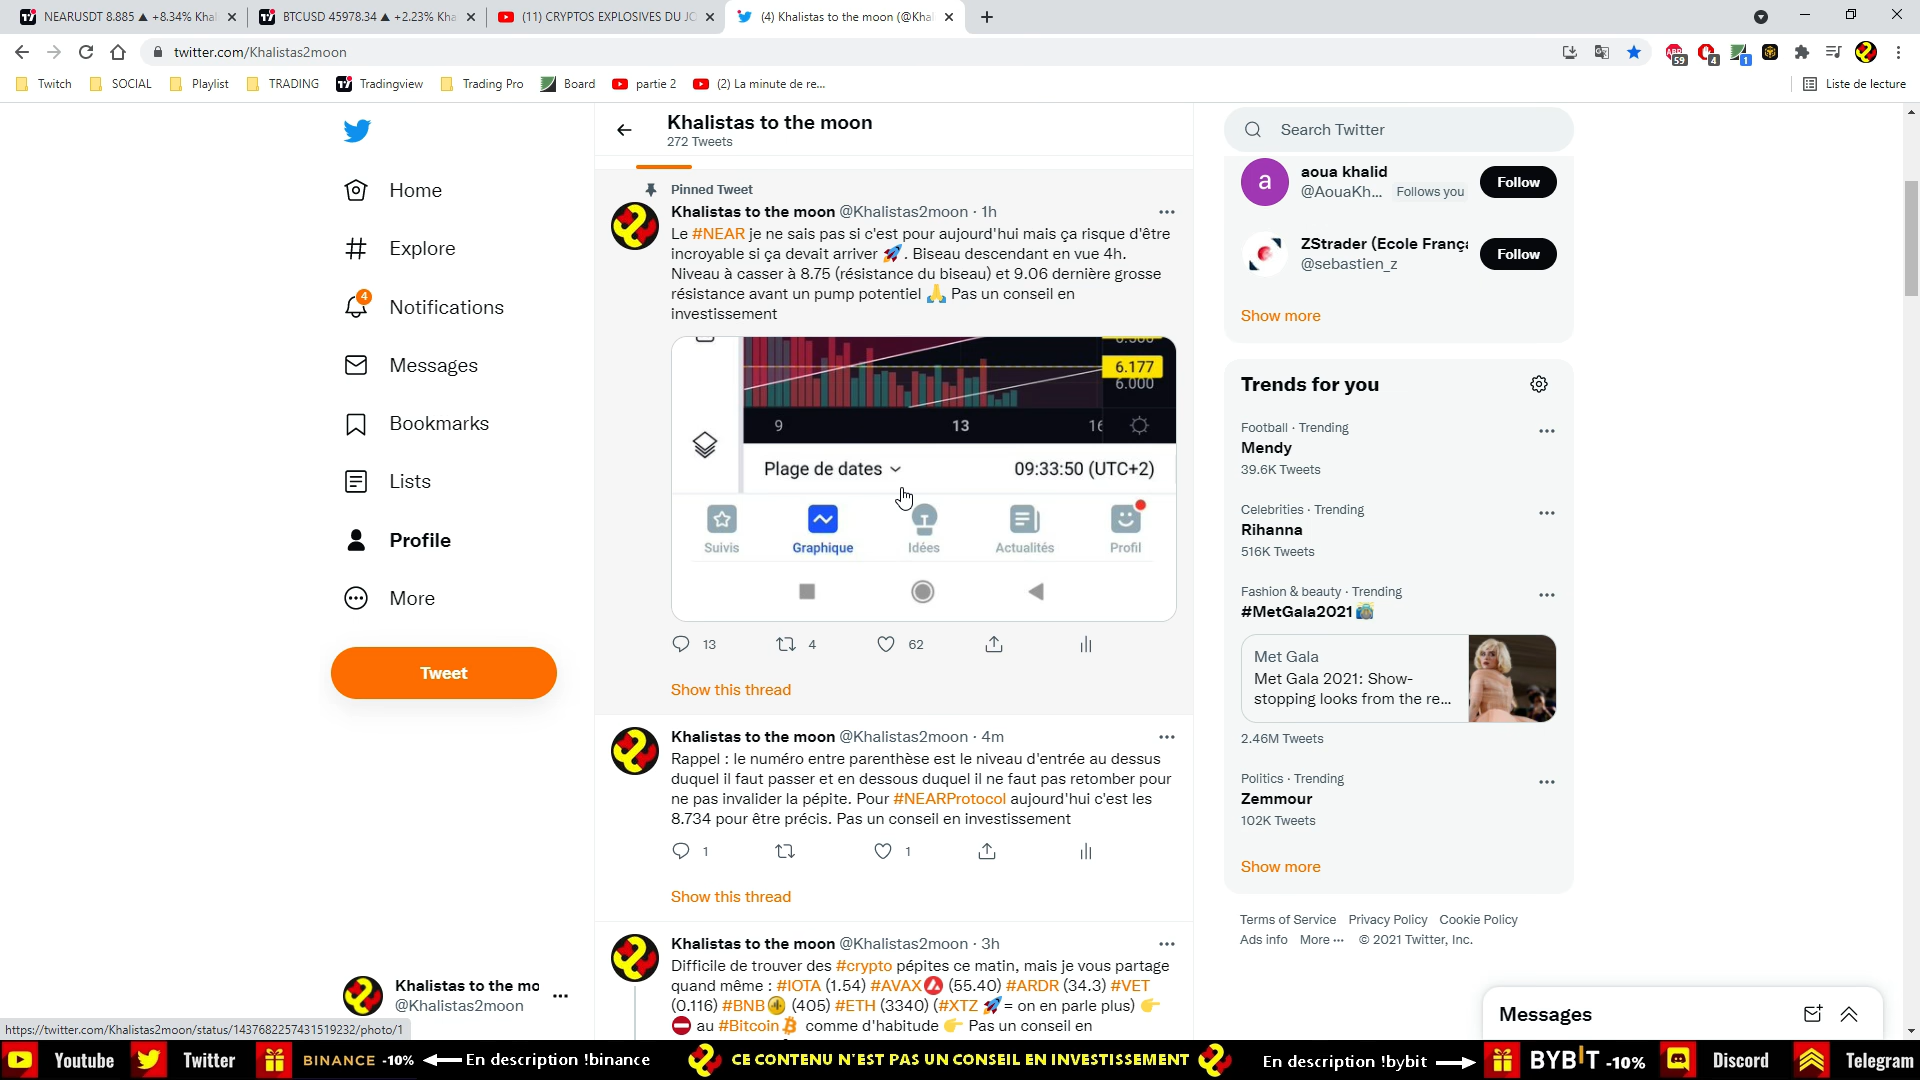 NEARUSDT 8.885 ▲ +8.34% Khal
BTCUSD 45978.34 ▲ +2.23% Kha
(11) CRYPTOS EXPLOSIVES DU JO
(4) Khalistas to the moon (@Khal
twitter.com/Khalistas2moon
59
4
1
Twitch
SOCIAL
Playlist
TRADING
Tradingview
Trading Pro
Board
partie 2
(2) La minute de re...
Liste de lecture
Home
Explore
4
Notifications
Messages
Bookmarks
Lists
Profile
More
Tweet
Khalistas to the mo
@Khalistas2moon
Khalistas to the moon
272 Tweets
Pinned Tweet
Khalistas to the moon @Khalistas2moon · 1h
Le #NEAR je ne sais pas si c'est pour aujourd'hui mais ça risque d'être
incroyable si ça devait arriver 🚀. Biseau descendant en vue 4h.
Niveau à casser à 8.75 (résistance du biseau) et 9.06 dernière grosse
résistance avant un pump potentiel 🙏 Pas un conseil en
investissement
6.177
6.000
9
13
Plage de dates
09:33:50 (UTC+2)
Suivis
Graphique
Idées
Actualités
Profil
13
4
62
Show this thread
Khalistas to the moon @Khalistas2moon · 4m
Rappel : le numéro entre parenthèse est le niveau d'entrée au dessus
duquel il faut passer et en dessous duquel il ne faut pas retomber pour
ne pas invalider la pépite. Pour #NEARProtocol aujourd'hui c'est les
8.734 pour être précis. Pas un conseil en investissement
1
1
Show this thread
Khalistas to the moon @Khalistas2moon · 3h
Difficile de trouver des #crypto pépites ce matin, mais je vous partage
quand même : #IOTA (1.54) #AVAX (55.40) #ARDR (34.3) #VET
(0.116) #BNB (405) #ETH (3340) (#XTZ 🚀= on en parle plus) 👉
⛔ au #Bitcoin comme d'habitude 👉 Pas un conseil en
Search Twitter
a
aoua khalid
@AouaKh... Follows you
Follow
ZStrader (Ecole França
@sebastien_z
Follow
Show more
Trends for you
Football · Trending
Mendy
39.6K Tweets
Celebrities · Trending
Rihanna
516K Tweets
Fashion & beauty · Trending
#MetGala2021
Met Gala
Met Gala 2021: Show-
stopping looks from the re...
2.46M Tweets
Politics · Trending
Zemmour
102K Tweets
Show more
Terms of Service Privacy Policy Cookie Policy
Ads info More ··· © 2021 Twitter, Inc.
Messages
https://twitter.com/Khalistas2moon/status/1437682257431519232/photo/1
Youtube
Twitter
BINANCE -10%
En description !binance
CE CONTENU N'EST PAS UN CONSEIL EN INVESTISSEMENT
En description !bybit
BYBIT -10%
Discord
Telegram